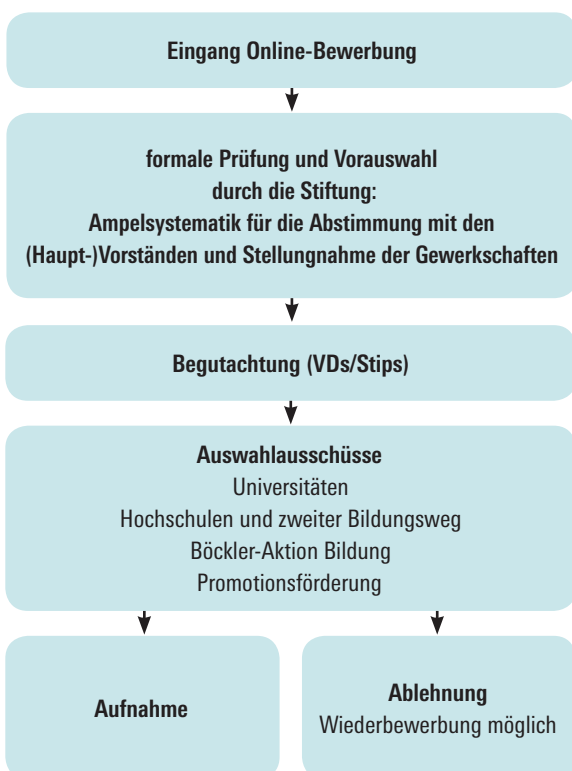 Eingang Online-Bewerbung
formale Prüfung und Vorauswahl
durch die Stiftung:
Ampelsystematik für die Abstimmung mit den
(Haupt-)Vorständen und Stellungnahme der Gewerkschaften
Begutachtung (VDs/Stips)
Auswahlausschüsse
Universitäten
Hochschulen und zweiter Bildungsweg
Böckler-Aktion Bildung
Promotionsförderung
Aufnahme
Ablehnung
Wiederbewerbung möglich